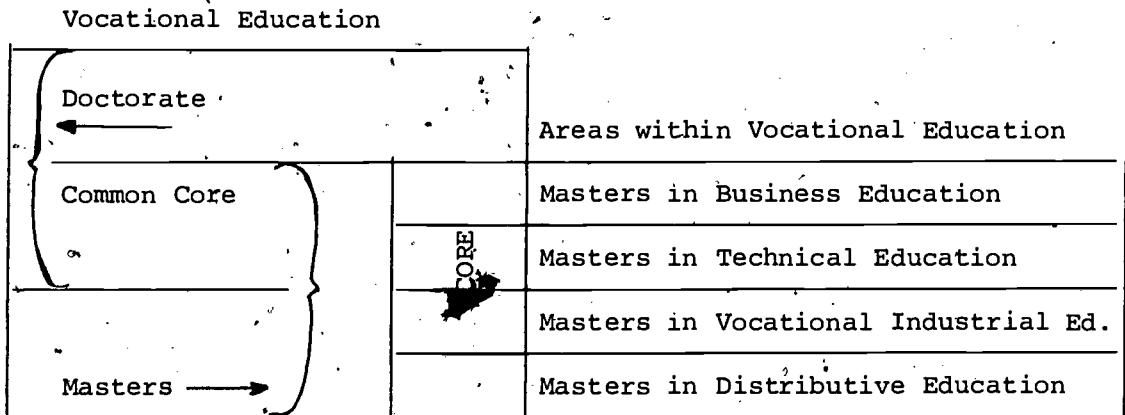 Vocational Education
Doctorate
Areas within Vocational Education
Common Core
Masters in Business Education
CORE
Masters in Technical Education
Masters in Vocational Industrial Ed.
Masters
Masters in Distributive Education